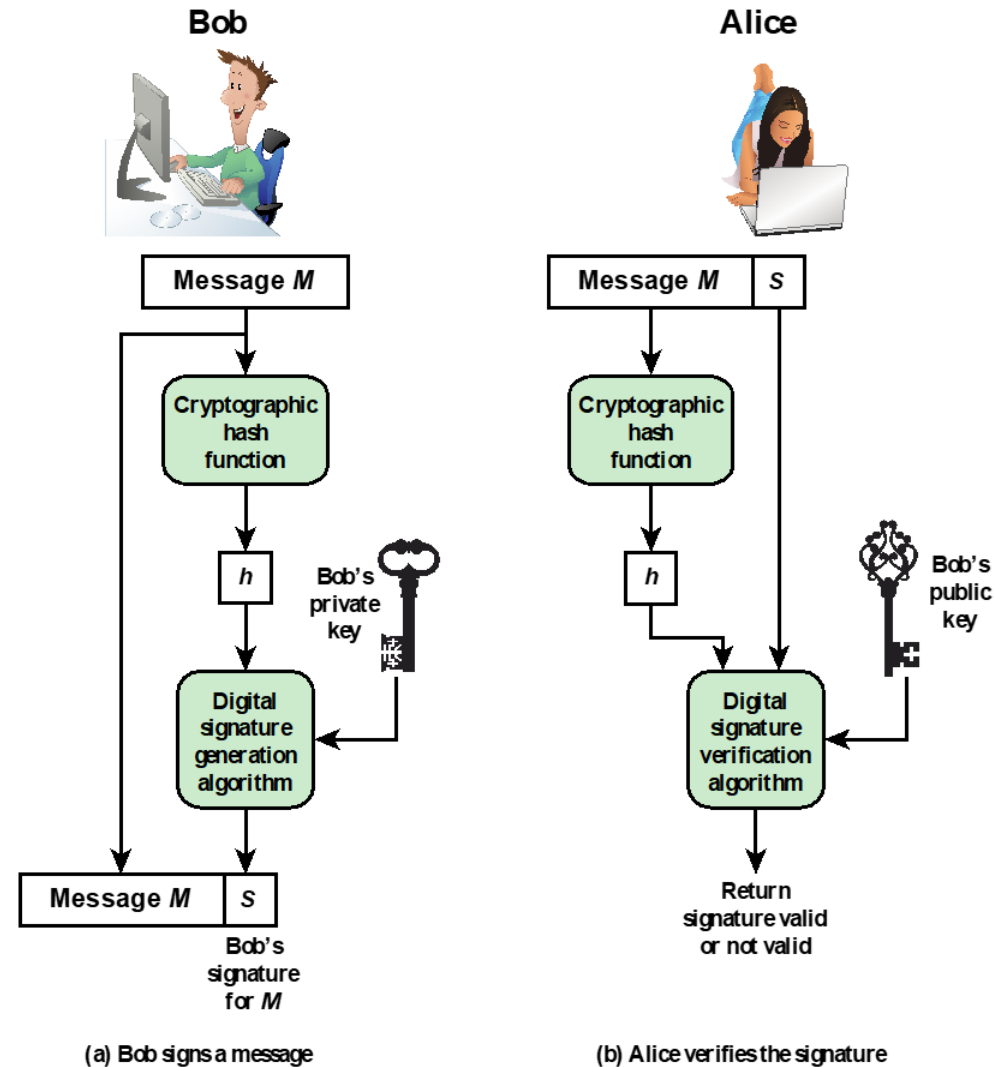 Bob
Message M
Cryptographic
hash
function
h
Bob's
private
key
Digital
signature
generation
algorithm
Message M
S
Bob's
signature
for M
(a) Bob signs a message
Alice
Message M
S
Cryptographic
hash
function
h
Bob's
public
key
Digital
signature
verification
algorithm
Return
signature valid
or not valid
(b) Alice verifies the signature